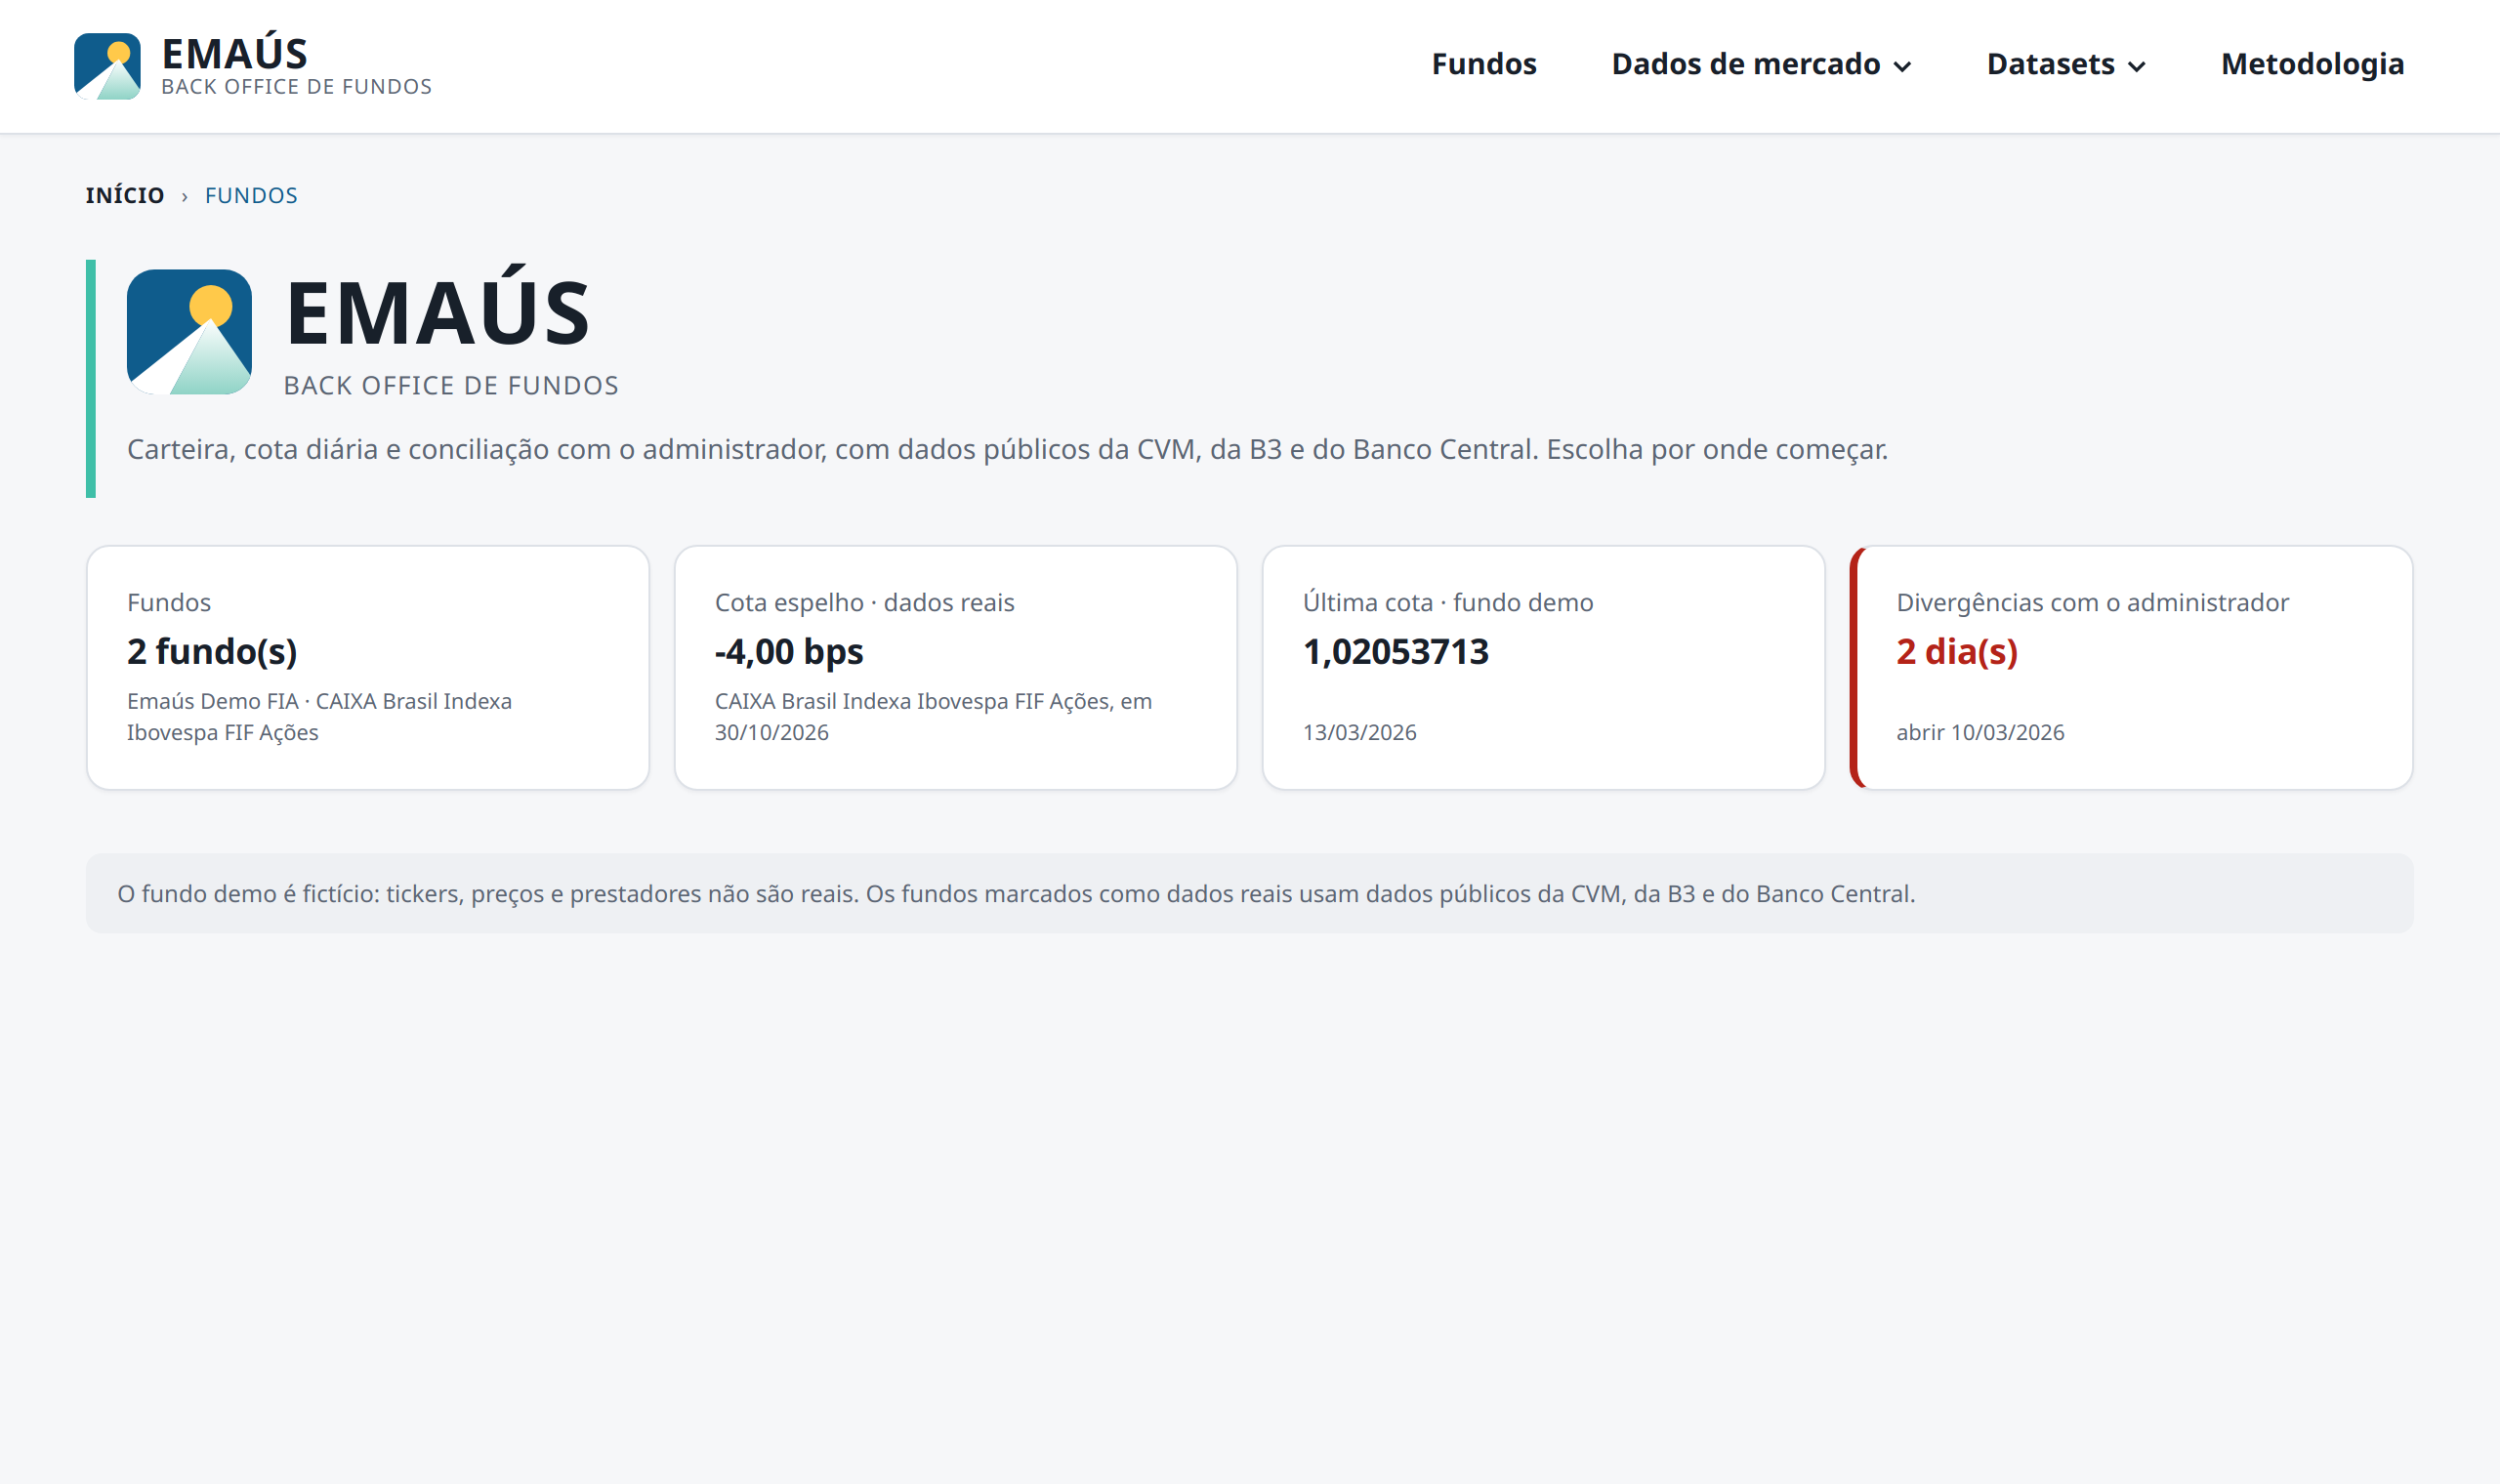 EMAÚS
BACK OFFICE DE FUNDOS
Fundos
Dados de mercado
Datasets
Metodologia
INÍCIO › FUNDOS
EMAÚS
BACK OFFICE DE FUNDOS
Carteira, cota diária e conciliação com o administrador, com dados públicos da CVM, da B3 e do Banco Central. Escolha por onde começar.
Fundos
2 fundo(s)
Emaús Demo FIA · CAIXA Brasil Indexa
Ibovespa FIF Ações
Cota espelho · dados reais
-4,00 bps
CAIXA Brasil Indexa Ibovespa FIF Ações, em
30/10/2026
Última cota · fundo demo
1,02053713
13/03/2026
Divergências com o administrador
2 dia(s)
abrir 10/03/2026
O fundo demo é fictício: tickers, preços e prestadores não são reais. Os fundos marcados como dados reais usam dados públicos da CVM, da B3 e do Banco Central.